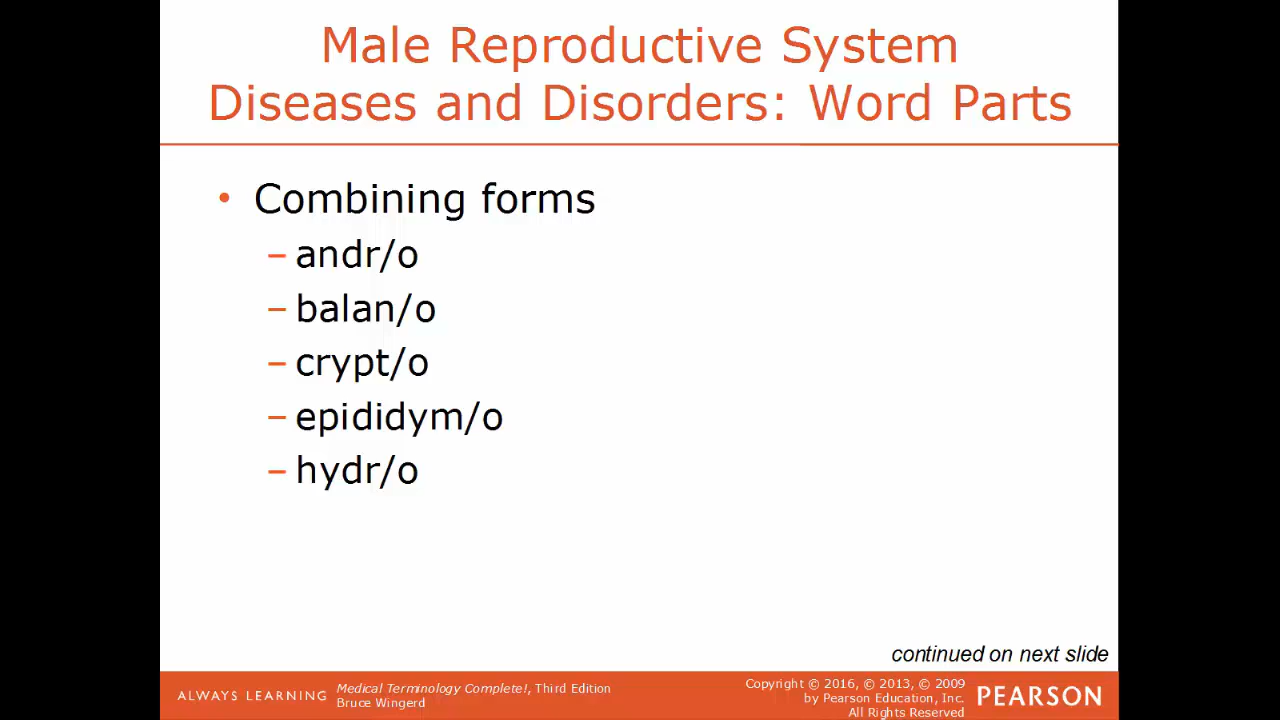 Male Reproductive System
Diseases and Disorders: Word Parts
• Combining forms
– andr/o
– balan/o
– crypt/o
– epididym/o
– hydr/o
continued on next slide
ALWAYS LEARNING
Medical Terminology Complete!, Third Edition
Bruce Wingerd
Copyright © 2016, © 2013, © 2009
by Pearson Education, Inc.
All Rights Reserved
PEARSON